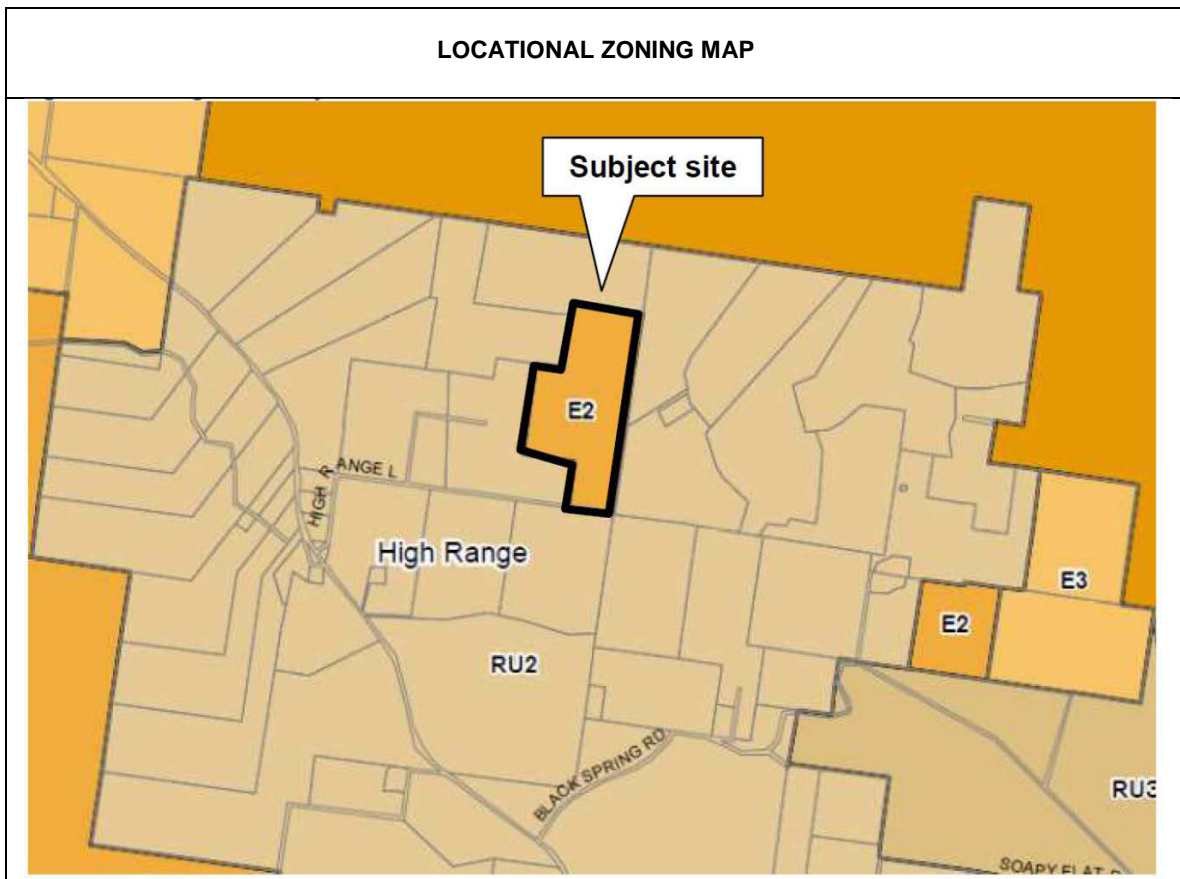 LOCATIONAL ZONING MAP
Subject site
E2
HIGH R
ANGE L
High Range
E3
E2
RU2
BLACK SPRING RD
RU3
SOAPY FLAT